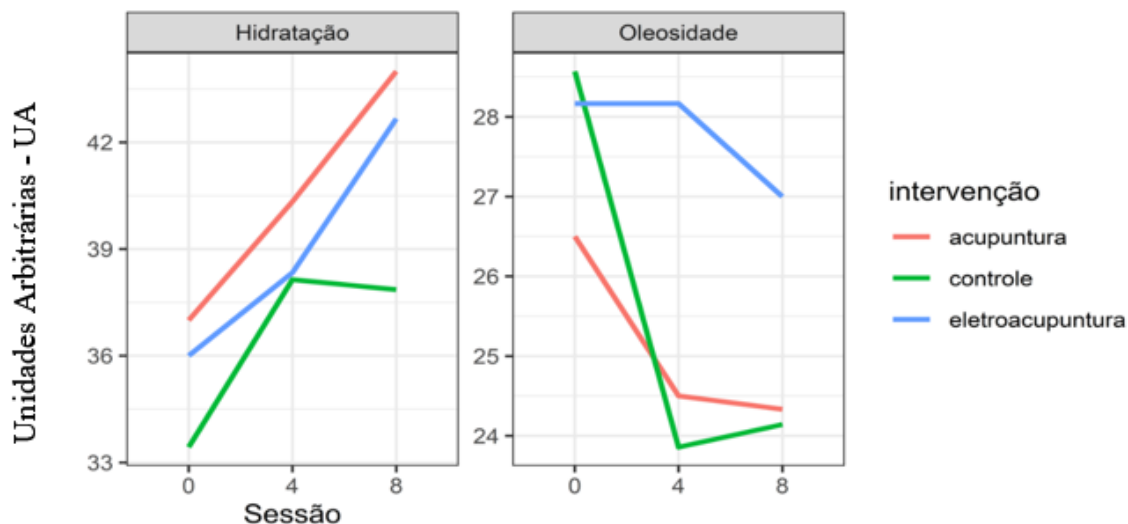 Hidratação
Oleosidade
Unidades Arbitrárias - UA
42
39
36
33
28
27
26
25
24
0 4 8
0 4 8
Sessão
intervenção
acupuntura
controle
eletroacupuntura